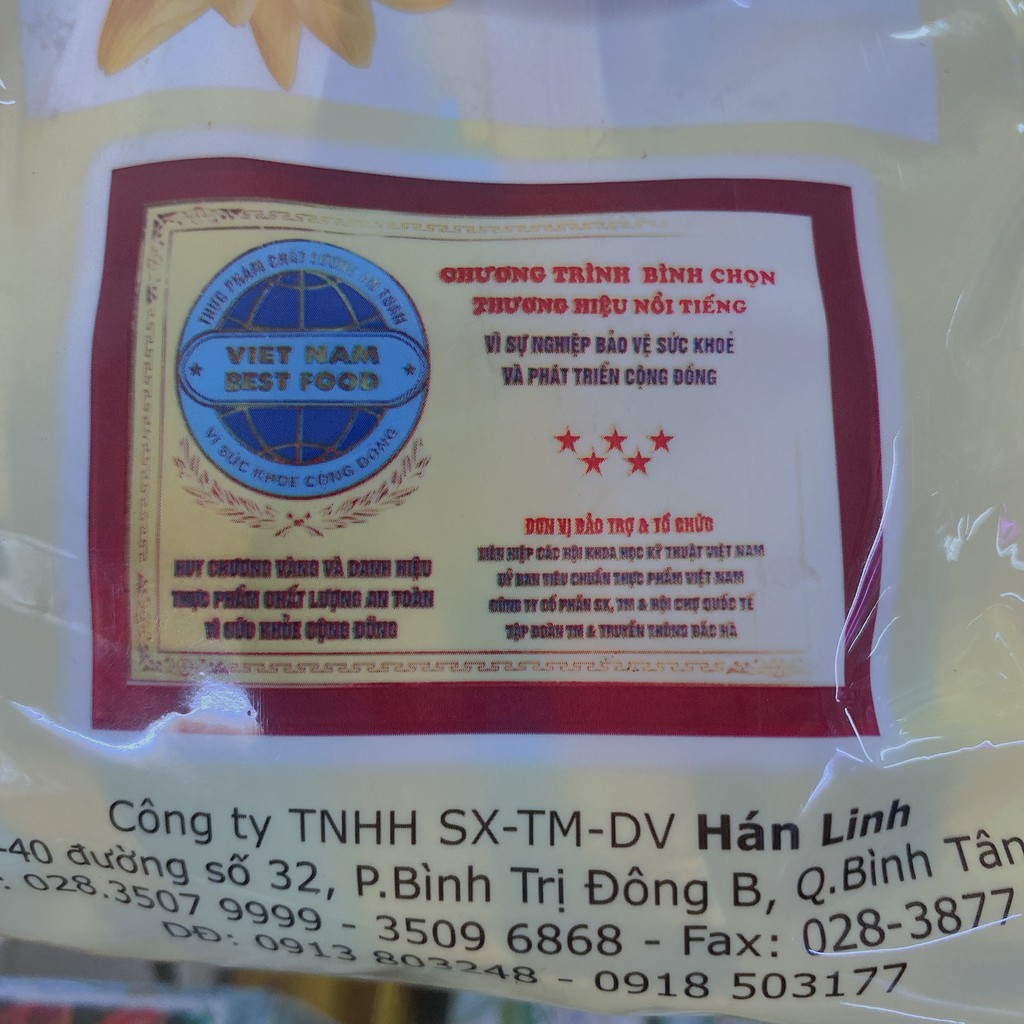 THỰC PHẨM CHẤT LƯỢNG AN TOÀN
VIET NAM
BEST FOOD
VÌ SỨC KHOẺ CỘNG ĐỒNG
HUY CHƯƠNG VÀNG VÀ DANH HIỆU
THỰC PHẨM CHẤT LƯỢNG AN TOÀN
VÌ SỨC KHỎE CỘNG ĐỒNG
CHƯƠNG TRÌNH BÌNH CHỌN
THƯƠNG HIỆU NỔI TIẾNG
VÌ SỰ NGHIỆP BẢO VỆ SỨC KHOẺ
VÀ PHÁT TRIỂN CỘNG ĐỒNG
ĐƠN VỊ BẢO TRỢ & TỔ CHỨC
LIÊN HIỆP CÁC HỘI KHOA HỌC KỸ THUẬT VIỆT NAM
UỶ BAN TIÊU CHUẨN THỰC PHẨM VIỆT NAM
CÔNG TY CỔ PHẦN SX, TM & HỘI CHỢ QUỐC TẾ
TẬP ĐOÀN TM & TRUYỀN THÔNG BẮC HÀ
Công ty TNHH SX-TM-DV Hán Linh
-40 đường số 32, P.Bình Trị Đông B, Q.Bình Tân
: 028.3507 9999 - 3509 6868 - Fax: 028-3877
DĐ: 0913 803248 - 0918 503177